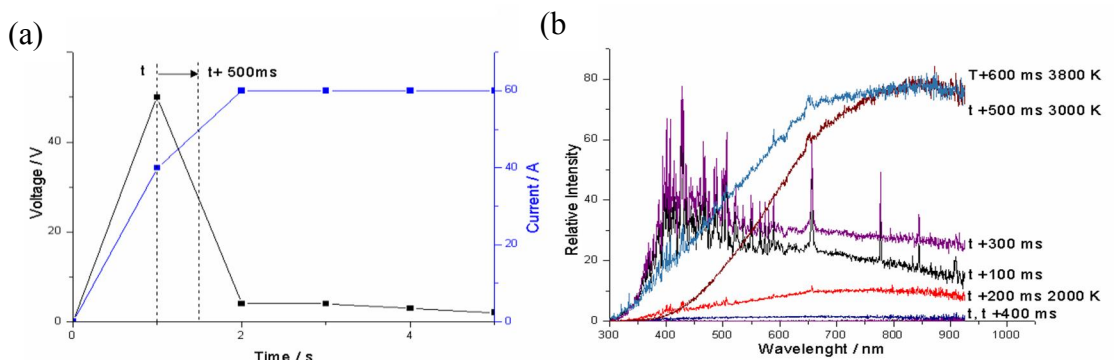 (a)
t
t+ 500ms
Voltage / V
40
20
0
Current / A
60
40
20
0
0
2
4
Time / s
(b)
Relative Intensity
80
60
40
20
0
300
400
500
600
700
800
900
1000
Wavelenght / nm
T+600 ms 3800 K
t +500 ms 3000 K
t +300 ms
t +100 ms
t +200 ms 2000 K
t, t +400 ms